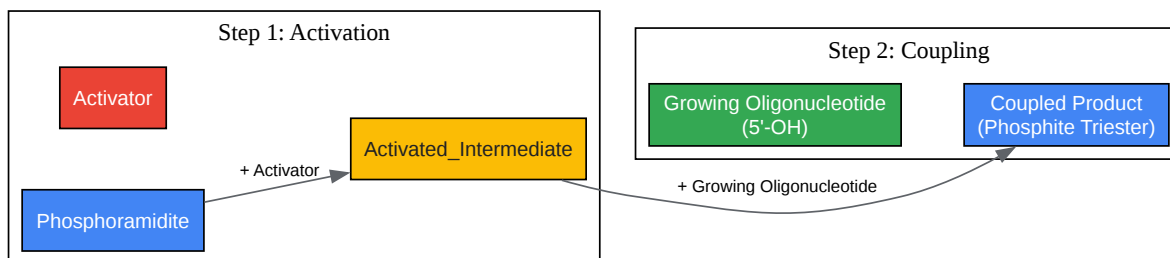 Step 1: Activation
Activator
Phosphoramidite
+ Activator
Activated_Intermediate
Step 2: Coupling
Growing Oligonucleotide
(5'-OH)
Coupled Product
(Phosphite Triester)
+ Growing Oligonucleotide